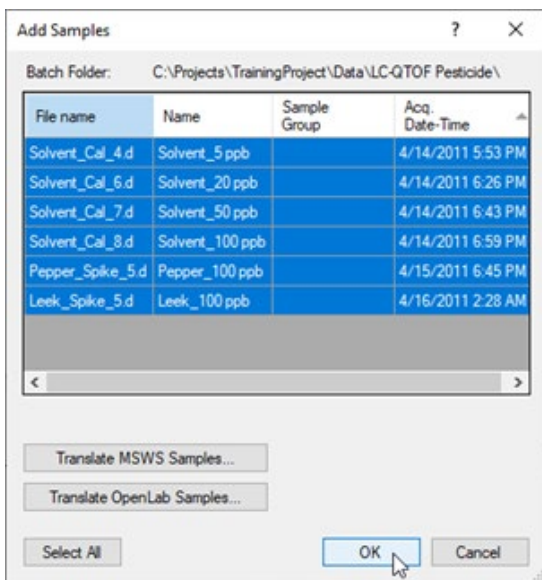 Add Samples ? ×
Batch Folder: C:\Projects\TrainingProject\Data\LC-QTOF Pesticide\
File name Name Sample Group Acq. Date-Time
Solvent_Cal_4.d Solvent_5 ppb 4/14/2011 5:53 PM
Solvent_Cal_6.d Solvent_20 ppb 4/14/2011 6:26 PM
Solvent_Cal_7.d Solvent_50 ppb 4/14/2011 6:43 PM
Solvent_Cal_8.d Solvent_100 ppb 4/14/2011 6:59 PM
Pepper_Spike_5.d Pepper_100 ppb 4/15/2011 6:45 PM
Leek_Spike_5.d Leek_100 ppb 4/16/2011 2:28 AM
Translate MSWS Samples...
Translate OpenLab Samples...
Select All OK Cancel